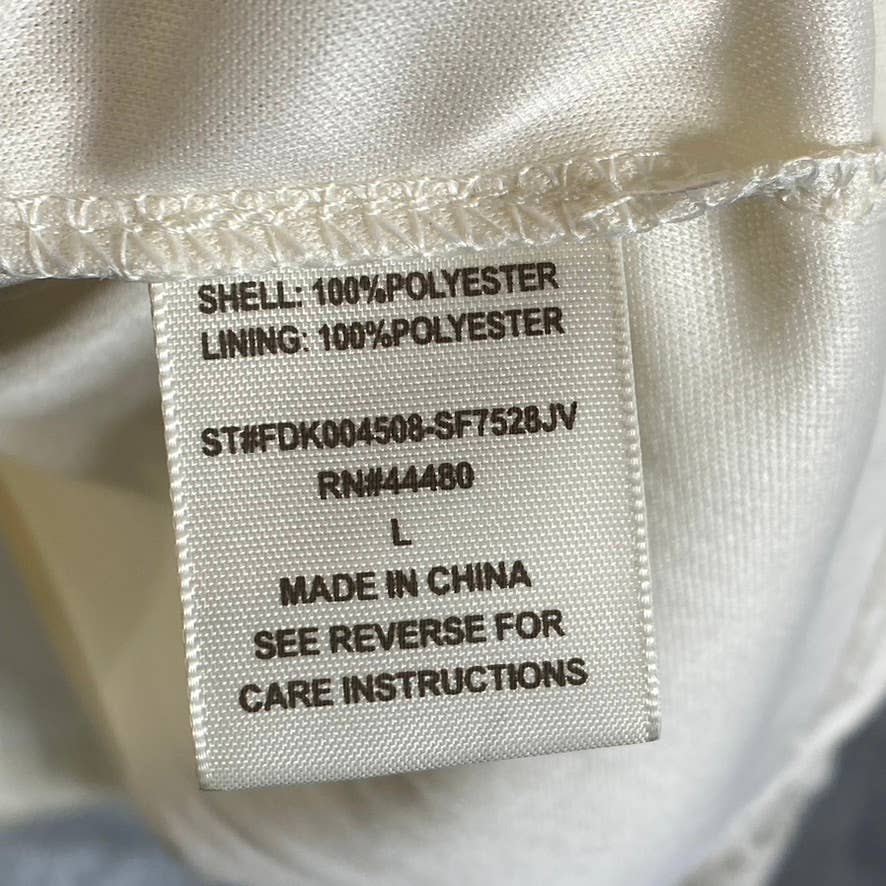 SHELL: 100%POLYESTER
LINING: 100%POLYESTER
ST#FDK004508-SF7528JV
RN#44480
L
MADE IN CHINA
SEE REVERSE FOR
CARE INSTRUCTIONS